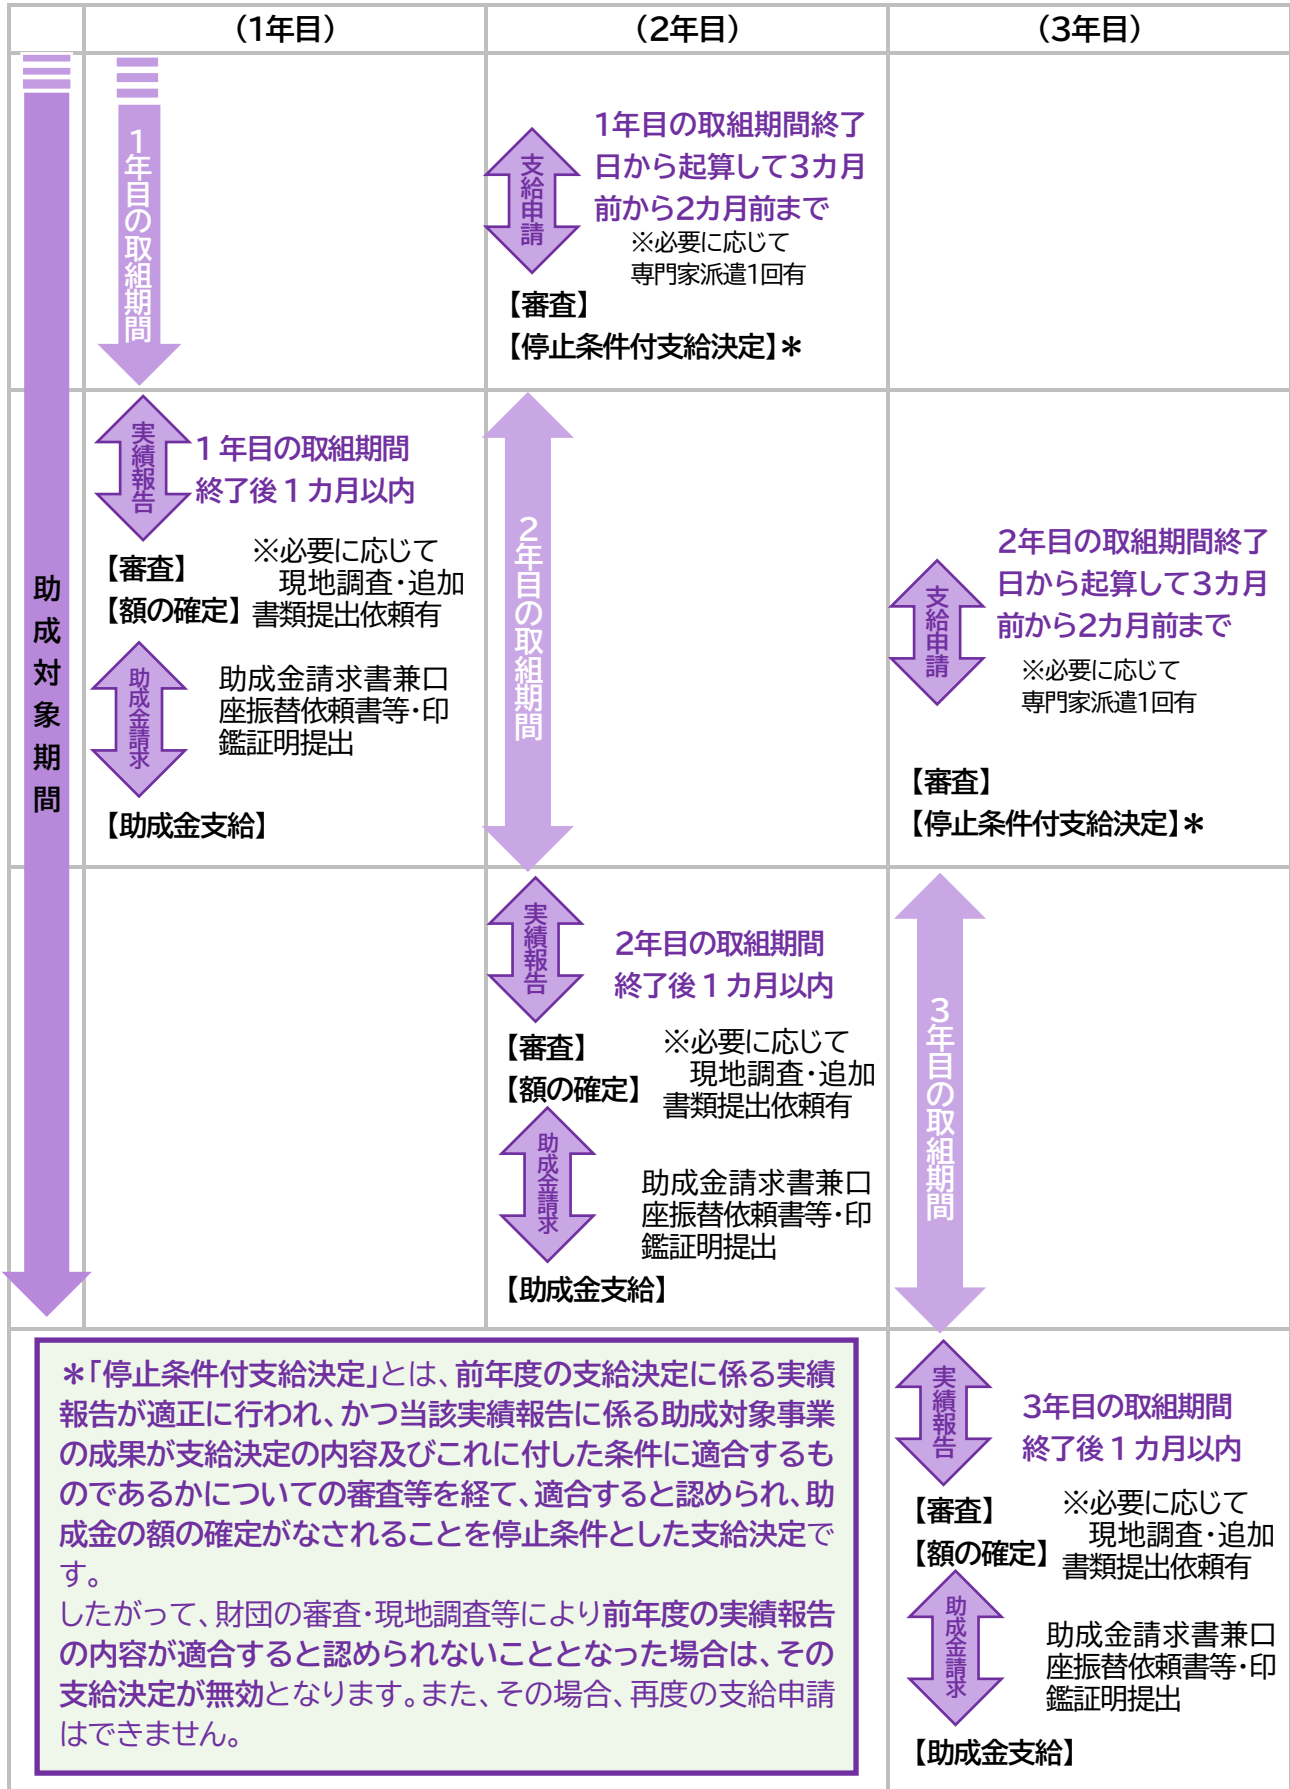 (1年目)
(2年目)
(3年目)
助成対象期間
1年目の取組期間
支給申請
1年目の取組期間終了
日から起算して3カ月
前から2カ月前まで
※必要に応じて
専門家派遣1回有
【審査】
【停止条件付支給決定】＊
実績報告
1年目の取組期間
終了後1カ月以内
【審査】
【額の確定】
※必要に応じて
現地調査・追加
書類提出依頼有
助成金請求
助成金請求書兼口
座振替依頼書等・印
鑑証明提出
【助成金支給】
2年目の取組期間
支給申請
2年目の取組期間終了
日から起算して3カ月
前から2カ月前まで
※必要に応じて
専門家派遣1回有
【審査】
【停止条件付支給決定】＊
実績報告
2年目の取組期間
終了後1カ月以内
【審査】
【額の確定】
※必要に応じて
現地調査・追加
書類提出依頼有
助成金請求
助成金請求書兼口
座振替依頼書等・印
鑑証明提出
【助成金支給】
3年目の取組期間
＊「停止条件付支給決定」とは、前年度の支給決定に係る実績
報告が適正に行われ、かつ当該実績報告に係る助成対象事業
の成果が支給決定の内容及びこれに付した条件に適合するも
のであるかについての審査等を経て、適合すると認められ、助
成金の額の確定がなされることを停止条件とした支給決定で
す。
したがって、財団の審査・現地調査等により前年度の実績報告
の内容が適合すると認められないこととなった場合は、その
支給決定が無効となります。また、その場合、再度の支給申請
はできません。
実績報告
3年目の取組期間
終了後1カ月以内
【審査】
【額の確定】
※必要に応じて
現地調査・追加
書類提出依頼有
助成金請求
助成金請求書兼口
座振替依頼書等・印
鑑証明提出
【助成金支給】